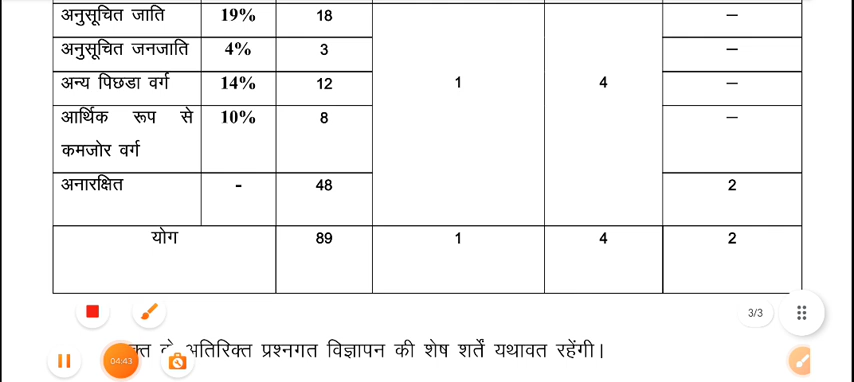 अनुसूचित जाति 19% 18 –
अनुसूचित जनजाति 4% 3 –
अन्य पिछडा वर्ग 14% 12 1 4 –
आर्थिक रूप से 10% 8 –
कमजोर वर्ग
अनारक्षित - 48 2
योग 89 1 4 2
3/3
अतिरिक्त प्रश्नगत विज्ञापन की शेष शर्तें यथावत रहेंगी।
04:43